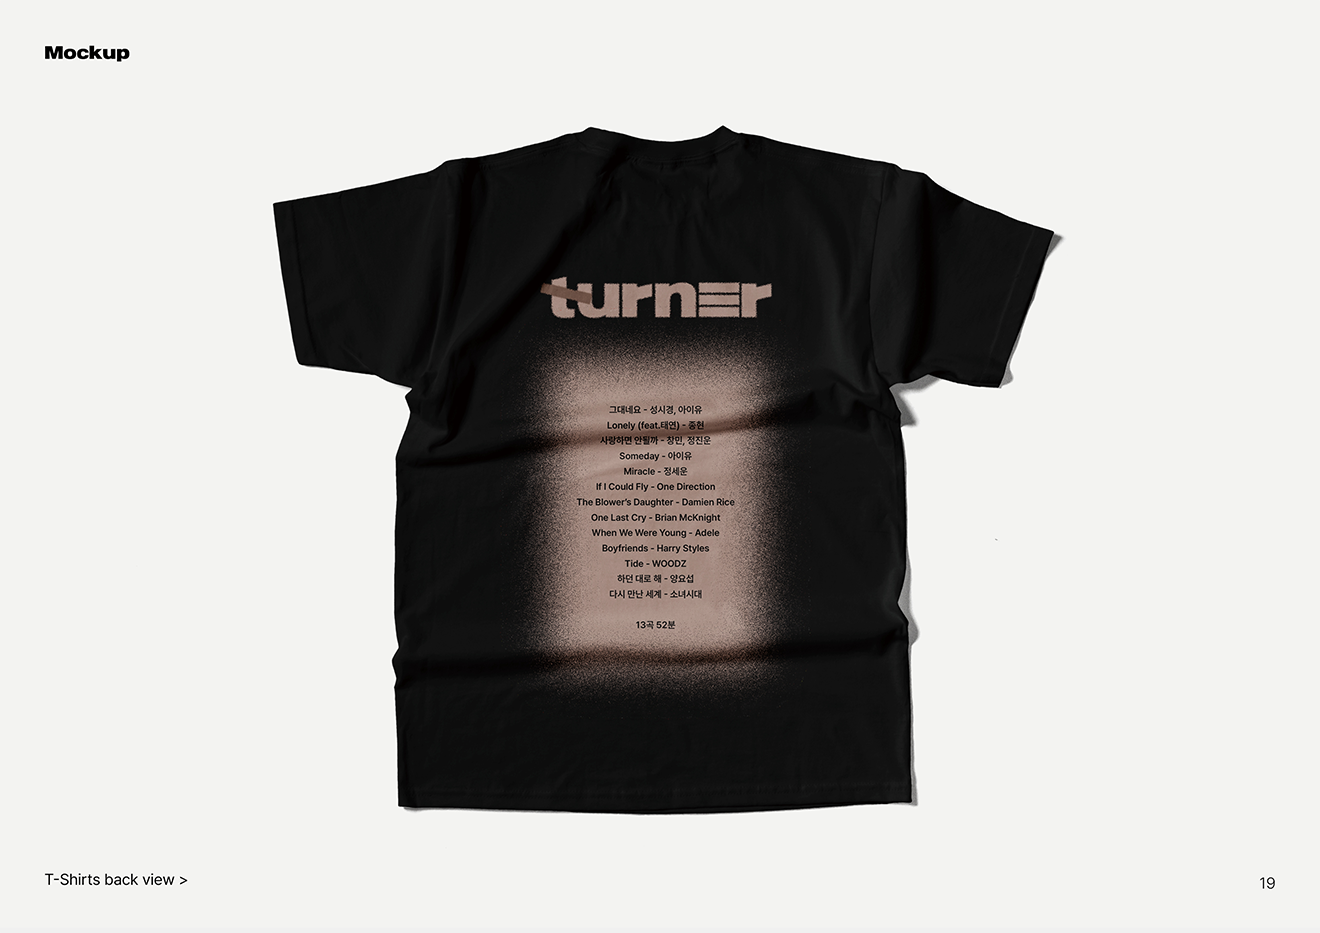 Mockup
turner
그대네요 - 성시경, 아이유
Lonely (feat.태연) - 종현
사랑하면 안될까 - 창민, 정진운
Someday - 아이유
Miracle - 정세운
If I Could Fly - One Direction
The Blower's Daughter - Damien Rice
One Last Cry - Brian McKnight
When We Were Young - Adele
Boyfriends - Harry Styles
Tide - WOODZ
하던 대로 해 - 양요섭
다시 만난 세계 - 소녀시대
13곡 52분
T-Shirts back view >
19